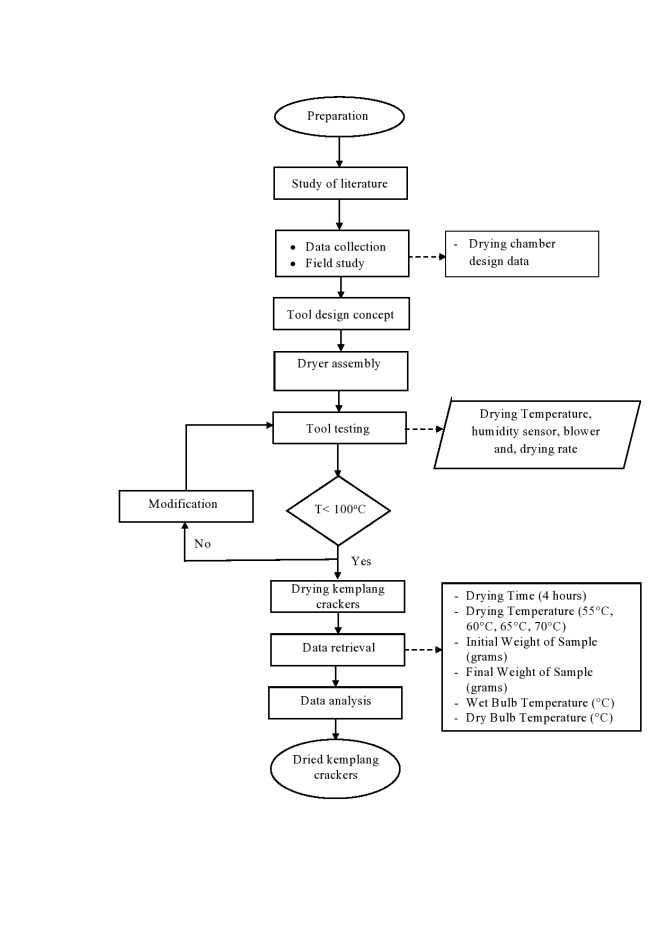 Preparation
Study of literature
• Data collection
• Field study
- Drying chamber
design data
Tool design concept
Dryer assembly
Tool testing
Drying Temperature,
humidity sensor, blower
and, drying rate
Modification
T< 100°C
No
Yes
Drying kemplang
crackers
Data retrieval
- Drying Time (4 hours)
- Drying Temperature (55°C,
60°C, 65°C, 70°C)
- Initial Weight of Sample
(grams)
- Final Weight of Sample
(grams)
- Wet Bulb Temperature (°C)
- Dry Bulb Temperature (°C)
Data analysis
Dried kemplang
crackers